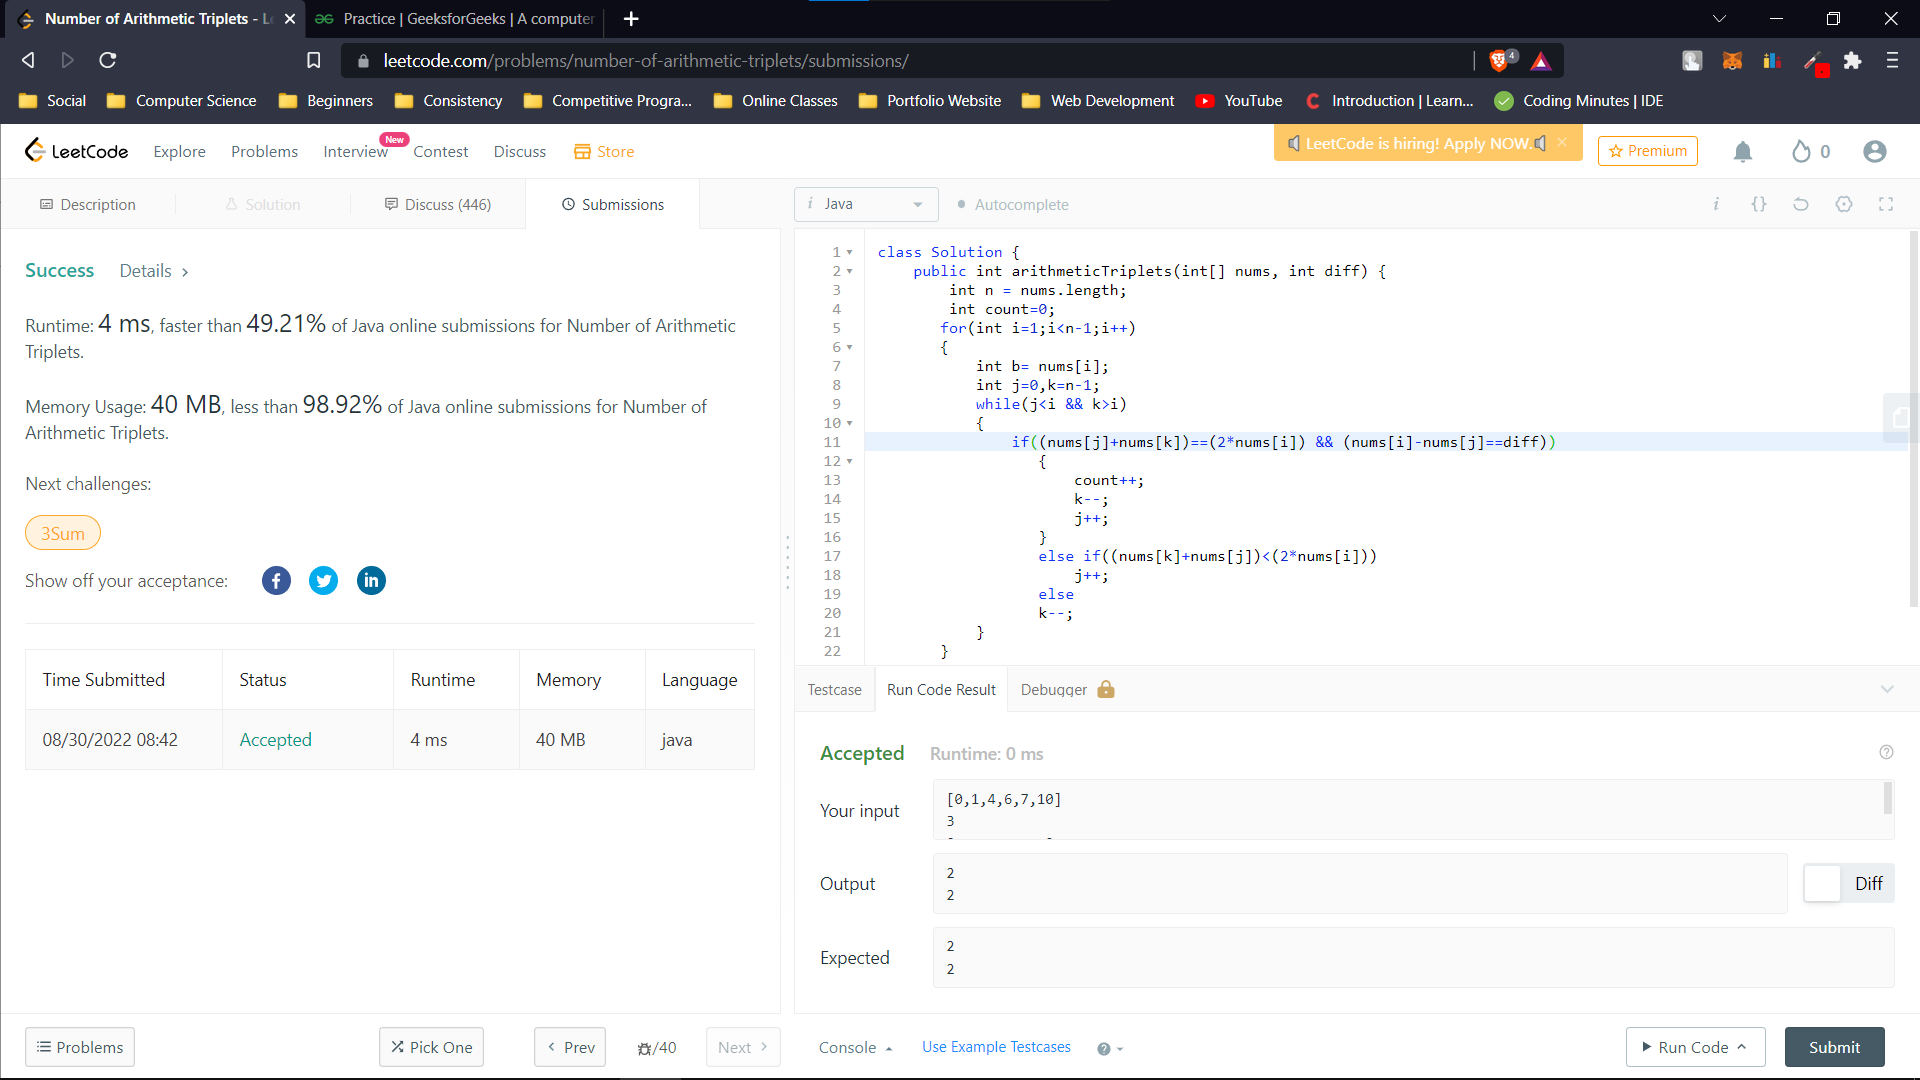 Number of Arithmetic Triplets - L
Practice | GeeksforGeeks | A computer
leetcode.com/problems/number-of-arithmetic-triplets/submissions/
4
Social
Computer Science
Beginners
Consistency
Competitive Progra...
Online Classes
Portfolio Website
Web Development
YouTube
Introduction | Learn...
Coding Minutes | IDE
LeetCode
Explore
Problems
Interview
New
Contest
Discuss
Store
LeetCode is hiring! Apply NOW.
Premium
0
Description
Solution
Discuss (446)
Submissions
i Java
Autocomplete
i {}
Success Details >
Runtime: 4 ms, faster than 49.21% of Java online submissions for Number of Arithmetic
Triplets.
Memory Usage: 40 MB, less than 98.92% of Java online submissions for Number of
Arithmetic Triplets.
Next challenges:
3Sum
Show off your acceptance:
Time Submitted Status Runtime Memory Language
08/30/2022 08:42 Accepted 4 ms 40 MB java
1 class Solution {
2 public int arithmeticTriplets(int[] nums, int diff) {
3 int n = nums.length;
4 int count=0;
5 for(int i=1;i<n-1;i++)
6 {
7 int b= nums[i];
8 int j=0,k=n-1;
9 while(j<i && k>i)
10 {
11 if((nums[j]+nums[k])==(2*nums[i]) && (nums[i]-nums[j]==diff))
12 {
13 count++;
14 k--;
15 j++;
16 }
17 else if((nums[k]+nums[j])<(2*nums[i]))
18 j++;
19 else
20 k--;
21 }
22 }
Testcase
Run Code Result
Debugger
Accepted Runtime: 0 ms
Your input
[0,1,4,6,7,10]
3
Output
2
2
Diff
Expected
2
2
Problems
Pick One
< Prev
/40
Next >
Console
Use Example Testcases
Run Code
Submit